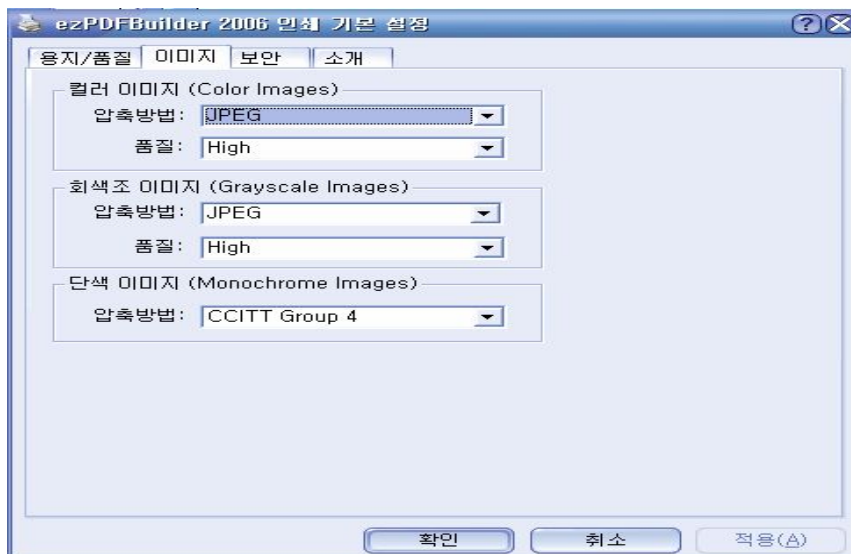 ezPDFBuilder 2006 인쇄 기본 설정
용지/품질 이미지 보안 소개
컬러 이미지 (Color Images)
압축방법: JPEG
품질: High
회색조 이미지 (Grayscale Images)
압축방법: JPEG
품질: High
단색 이미지 (Monochrome Images)
압축방법: CCITT Group 4
확인 취소 적용(A)